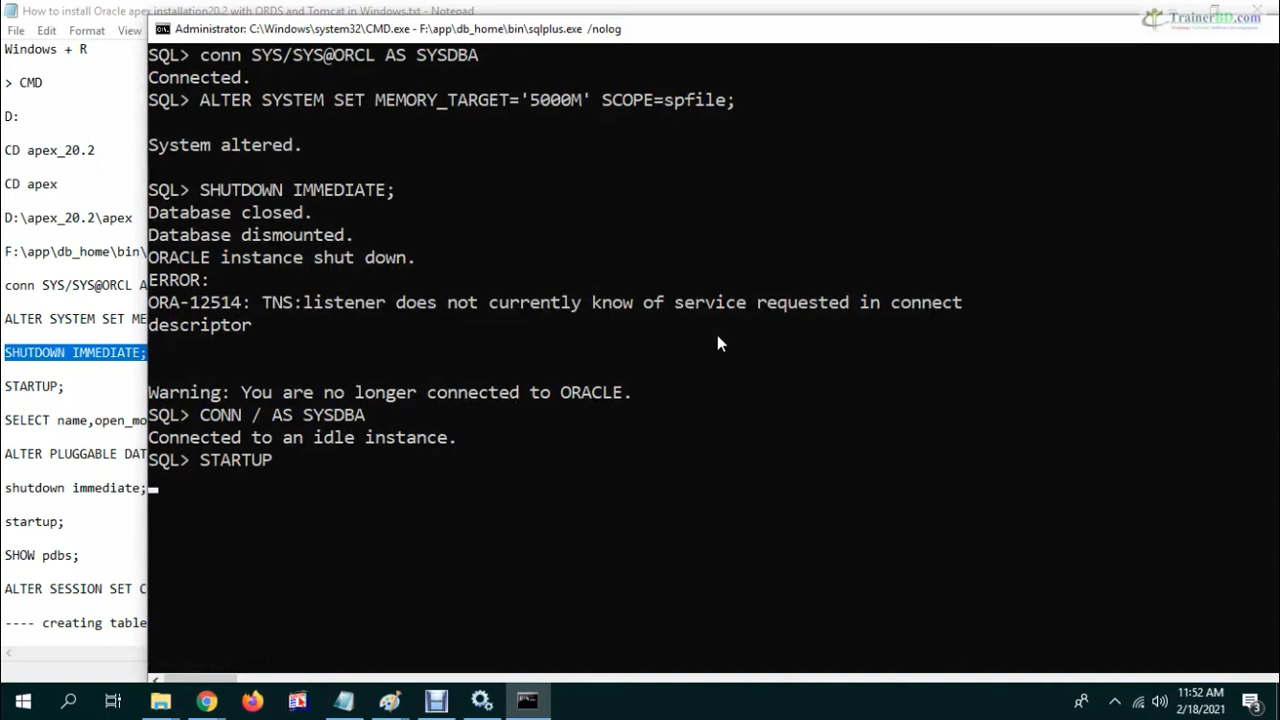 How to install Oracle apex installation20.2 with ORDS and Tomcat in Windows.txt - Notepad
TrainerBD.com
File Edit Format View
Administrator: C:\Windows\system32\CMD.exe - F:\app\db_home\bin\sqlplus.exe /nolog
Windows + R
> CMD
D:
CD apex_20.2
CD apex
D:\apex_20.2\apex
F:\app\db_home\bin\
conn SYS/SYS@ORCL A
ALTER SYSTEM SET ME
SHUTDOWN IMMEDIATE;
STARTUP;
SELECT name,open_mo
ALTER PLUGGABLE DAT
shutdown immediate;
startup;
SHOW pdbs;
ALTER SESSION SET C
---- creating table
SQL> conn SYS/SYS@ORCL AS SYSDBA
Connected.
SQL> ALTER SYSTEM SET MEMORY_TARGET='5000M' SCOPE=spfile;
System altered.
SQL> SHUTDOWN IMMEDIATE;
Database closed.
Database dismounted.
ORACLE instance shut down.
ERROR:
ORA-12514: TNS:listener does not currently know of service requested in connect
descriptor
Warning: You are no longer connected to ORACLE.
SQL> CONN / AS SYSDBA
Connected to an idle instance.
SQL> STARTUP
11:52 AM
2/18/2021
3